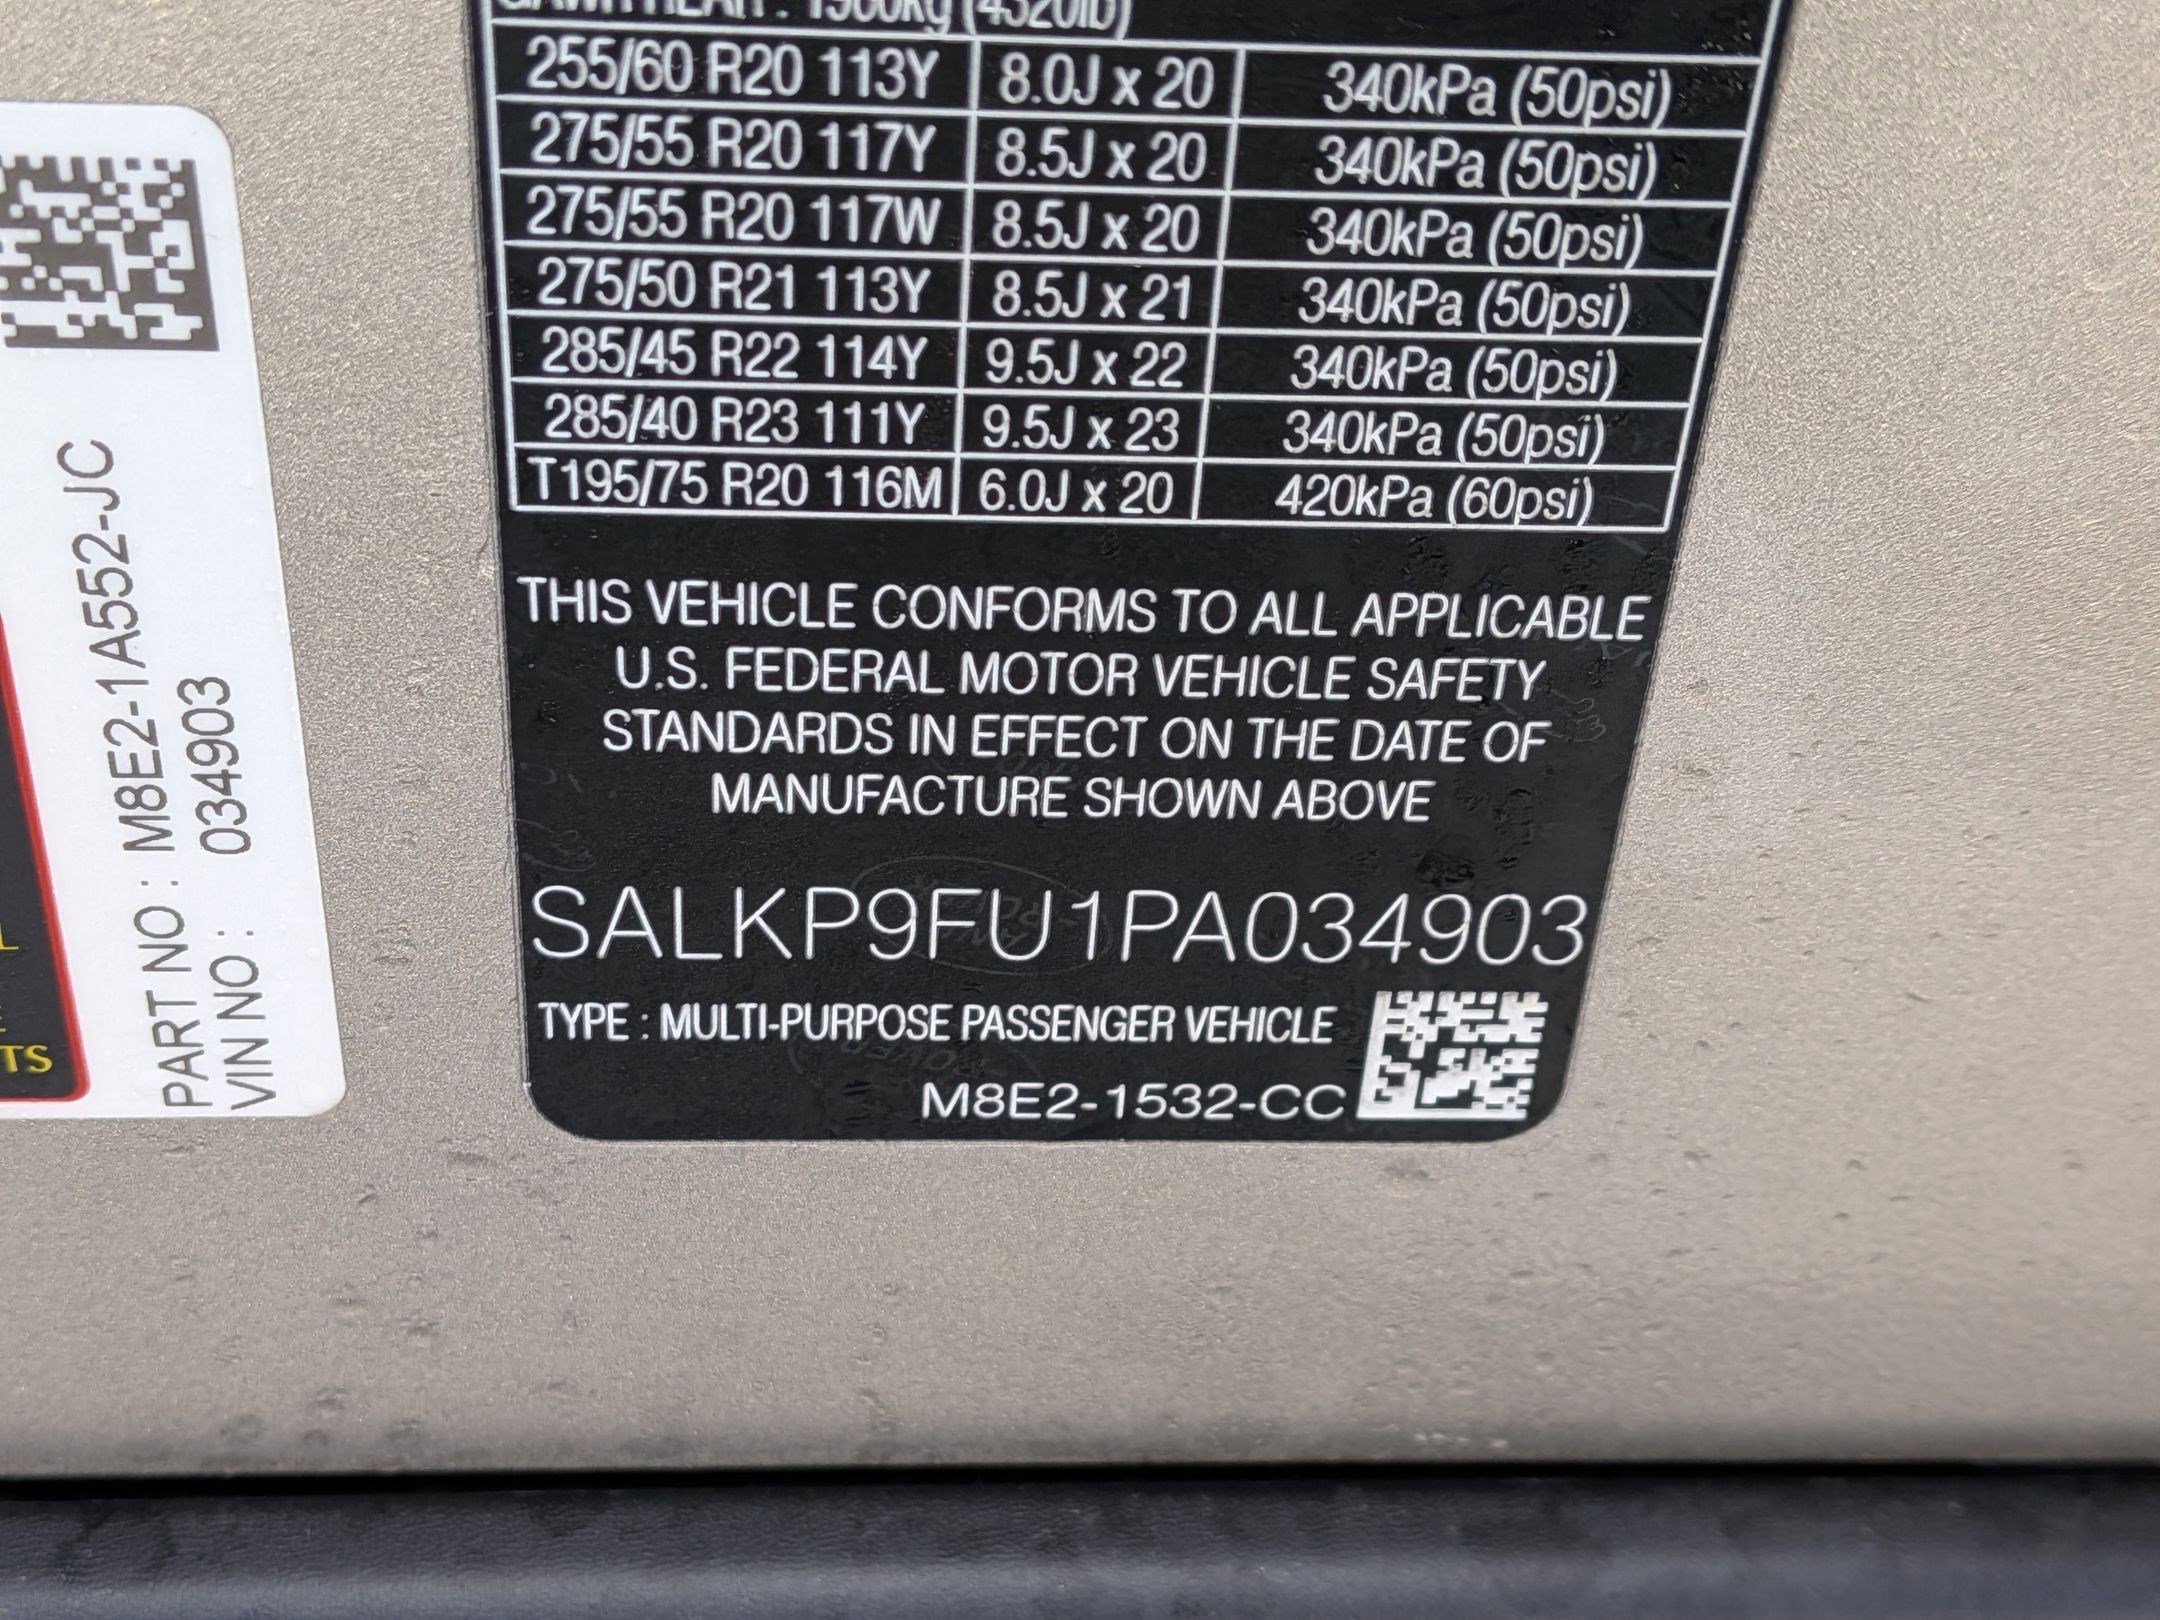 GAWR REAR : 1960kg (4320lb)
255/60 R20 113Y 8.0J x 20 340kPa (50psi)
275/55 R20 117Y 8.5J x 20 340kPa (50psi)
275/55 R20 117W 8.5J x 20 340kPa (50psi)
275/50 R21 113Y 8.5J x 21 340kPa (50psi)
285/45 R22 114Y 9.5J x 22 340kPa (50psi)
285/40 R23 111Y 9.5J x 23 340kPa (50psi)
T195/75 R20 116M 6.0J x 20 420kPa (60psi)
THIS VEHICLE CONFORMS TO ALL APPLICABLE
U.S. FEDERAL MOTOR VEHICLE SAFETY
STANDARDS IN EFFECT ON THE DATE OF
MANUFACTURE SHOWN ABOVE
SALKP9FU1PA034903
TYPE : MULTI-PURPOSE PASSENGER VEHICLE
M8E2-1532-CC
PART NO : M8E2-1A552-JC
VIN NO : 034903
TS